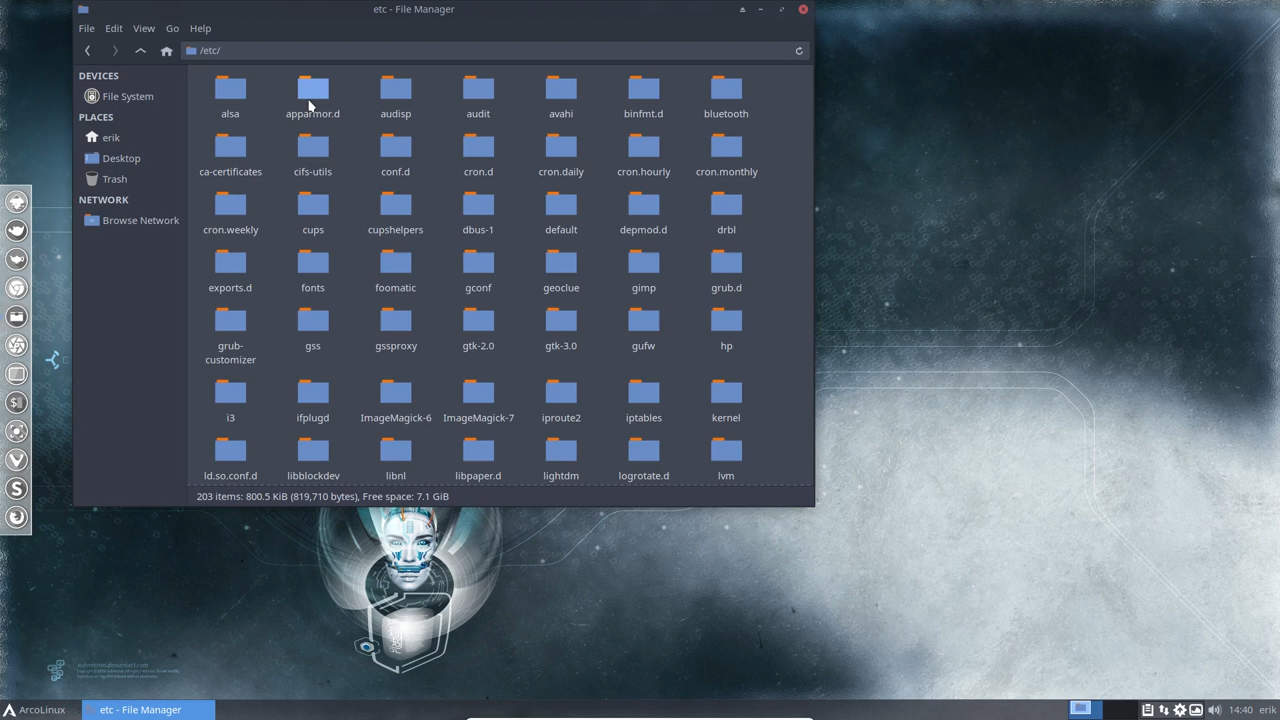 etc - File Manager
File Edit View Go Help
/etc/
DEVICES
File System
PLACES
erik
Desktop
Trash
NETWORK
Browse Network
alsa apparmor.d audisp audit avahi binfmt.d bluetooth
ca-certificates cifs-utils conf.d cron.d cron.daily cron.hourly cron.monthly
cron.weekly cups cupshelpers dbus-1 default depmod.d drbl
exports.d fonts foomatic gconf geoclue gimp grub.d
grub-customizer gss gssproxy gtk-2.0 gtk-3.0 gufw hp
i3 ifplugd ImageMagick-6 ImageMagick-7 iproute2 iptables kernel
ld.so.conf.d libblockdev libnl libpaper.d lightdm logrotate.d lvm
203 items: 800.5 KiB (819,710 bytes), Free space: 7.1 GiB
ArcoLinux etc - File Manager 14:40 erik